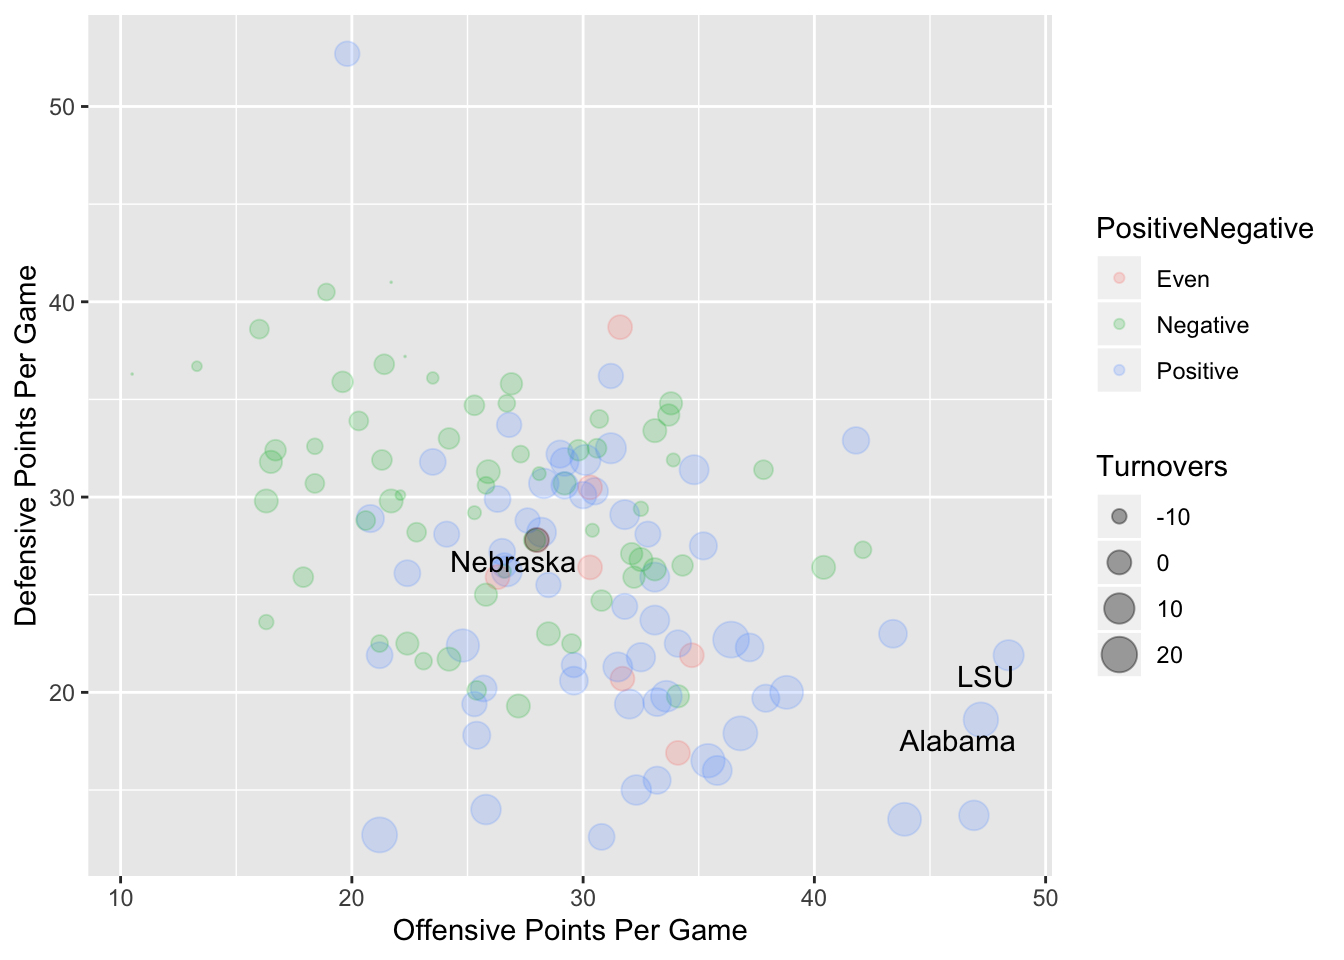 50
40
30
20
10
20
30
40
50
Defensive Points Per Game
Offensive Points Per Game
Nebraska
LSU
Alabama
PositiveNegative
Even
Negative
Positive
Turnovers
-10
0
10
20